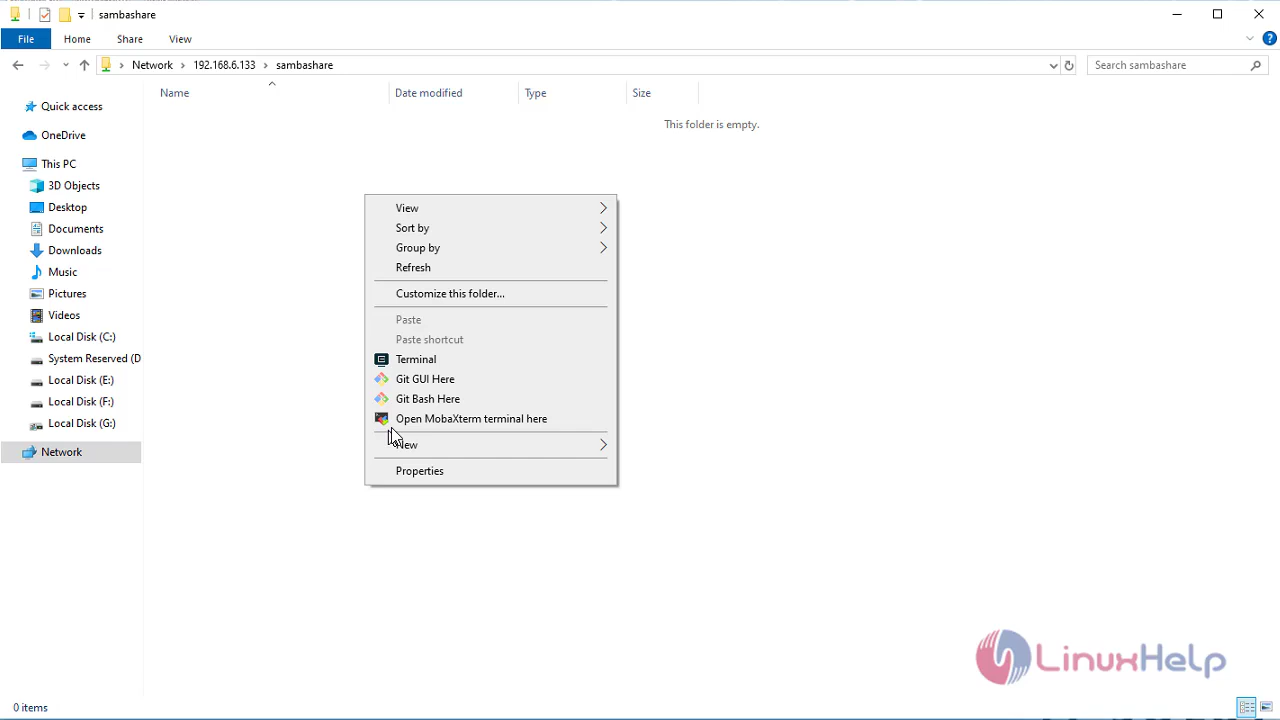 sambashare
File Home Share View
Network 192.168.6.133 sambashare
Search sambashare
Name Date modified Type Size
This folder is empty.
Quick access
OneDrive
This PC
3D Objects
Desktop
Documents
Downloads
Music
Pictures
Videos
Local Disk (C:)
System Reserved (D
Local Disk (E:)
Local Disk (F:)
Local Disk (G:)
Network
View
Sort by
Group by
Refresh
Customize this folder...
Paste
Paste shortcut
Terminal
Git GUI Here
Git Bash Here
Open MobaXterm terminal here
New
Properties
LinuxHelp
0 items